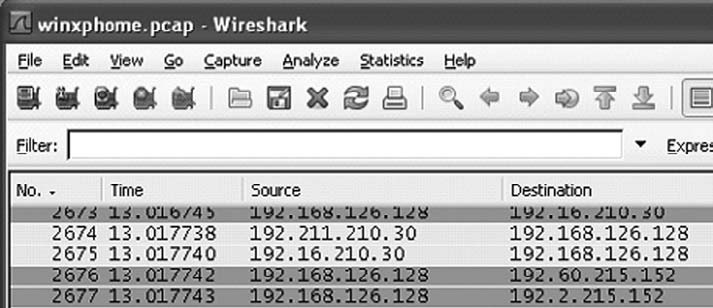 winxphome.pcap - Wireshark
File Edit View Go Capture Analyze Statistics Help
Filter: Expres
No. Time Source Destination
2673 13.016745 192.168.126.128 192.16.210.30
2674 13.017738 192.211.210.30 192.168.126.128
2675 13.017740 192.16.210.30 192.168.126.128
2676 13.017742 192.168.126.128 192.60.215.152
2677 13.017743 192.168.126.128 192.2.215.152